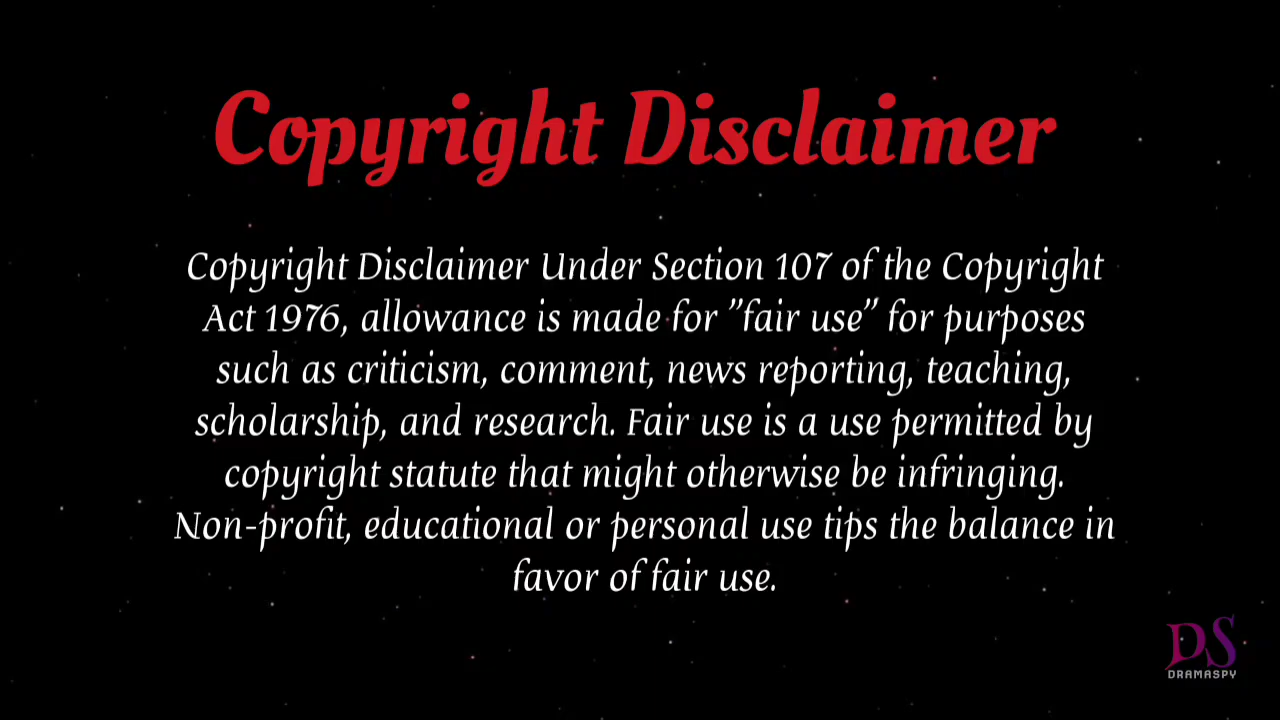 Copyright Disclaimer
Copyright Disclaimer Under Section 107 of the Copyright
Act 1976, allowance is made for "fair use" for purposes
such as criticism, comment, news reporting, teaching,
scholarship, and research. Fair use is a use permitted by
copyright statute that might otherwise be infringing.
Non-profit, educational or personal use tips the balance in
favor of fair use.
DS
DRAMASPY